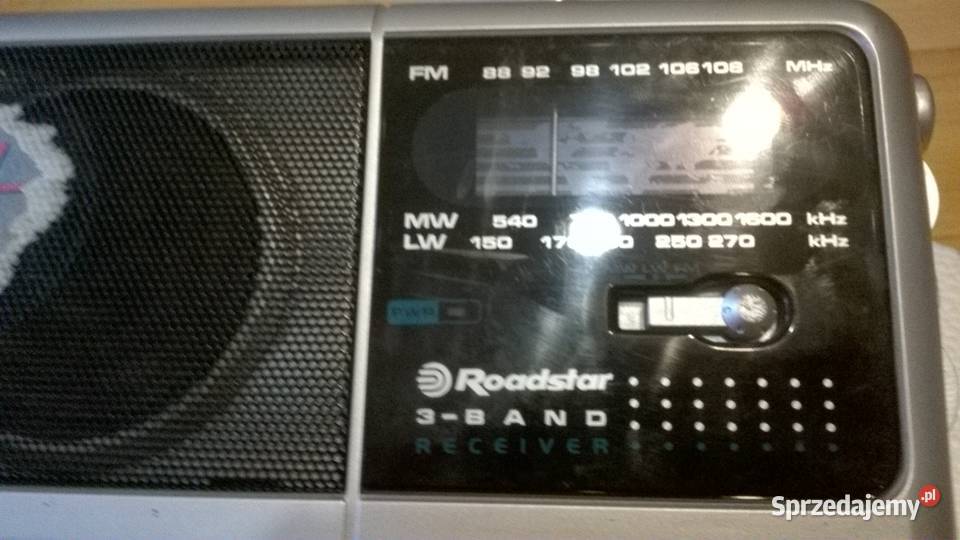 FM 88 92 98 102 106 108 MHz
MW 540 1000 1300 1600 kHz
LW 150 250 270 kHz
PWR
Roadstar
3-BAND
RECEIVER
Sprzedajemy.pl